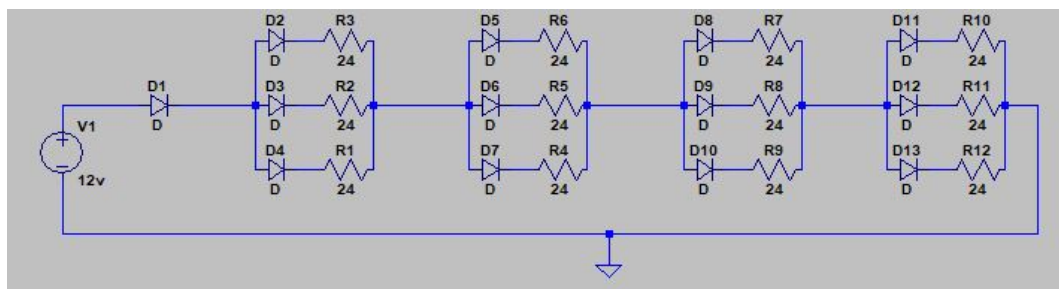 D2 R3 D5 R6 D8 R7 D11 R10
D 24 D 24 D 24 D 24
D1 D3 R2 D6 R5 D9 R8 D12 R11
D D 24 D 24 D 24 D 24
V1
D4 R1 D7 R4 D10 R9 D13 R12
12v
D 24 D 24 D 24 D 24